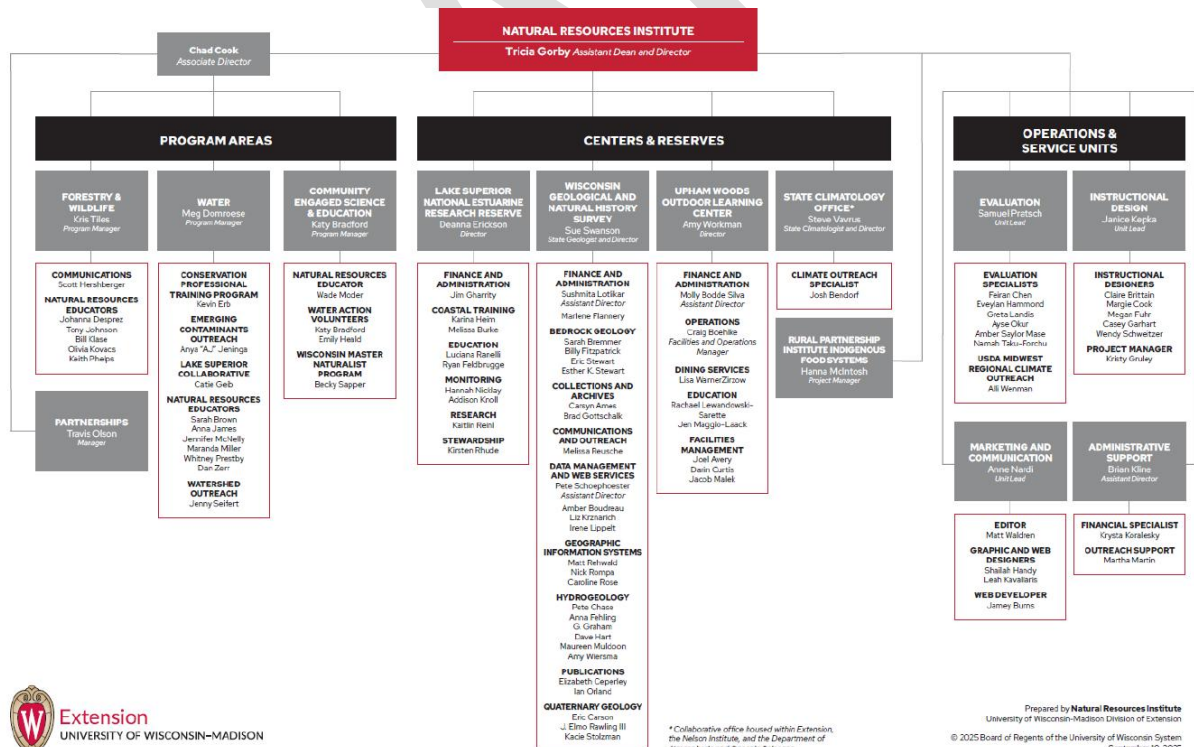 NATURAL RESOURCES INSTITUTE
Tricia Gorby Assistant Dean and Director
Chad Cook
Associate Director
PROGRAM AREAS
FORESTRY &
WILDLIFE
Kris Tiles
Program Manager
COMMUNICATIONS
Scott Hershberger
NATURAL RESOURCES
EDUCATORS
Johanna Desprez
Tony Johnson
Bill Klase
Olivia Kovacs
Keith Phelps
PARTNERSHIPS
Travis Olson
Manager
WATER
Meg Domroese
Program Manager
CONSERVATION
PROFESSIONAL
TRAINING PROGRAM
Kevin Erb
EMERGING
CONTAMINANTS
OUTREACH
Anya "AJ" Jeninga
LAKE SUPERIOR
COLLABORATIVE
Catie Geib
NATURAL RESOURCES
EDUCATORS
Sarah Brown
Anna James
Jennifer McNelly
Maranda Miller
Whitney Prestby
Dan Zerr
WATERSHED
OUTREACH
Jenny Seifert
COMMUNITY
ENGAGED SCIENCE
& EDUCATION
Katy Bradford
Program Manager
NATURAL RESOURCES
EDUCATOR
Wade Moder
WATER ACTION
VOLUNTEERS
Katy Bradford
Emily Heald
WISCONSIN MASTER
NATURALIST
PROGRAM
Becky Sapper
CENTERS & RESERVES
LAKE SUPERIOR
NATIONAL ESTUARINE
RESEARCH RESERVE
Deanna Erickson
Director
FINANCE AND
ADMINISTRATION
Jim Gharrity
COASTAL TRAINING
Karina Heim
Melissa Burke
EDUCATION
Luciana Ranelli
Ryan Feldbrugge
MONITORING
Hannah Nicklay
Addison Kroll
RESEARCH
Kaitlin Reinl
STEWARDSHIP
Kirsten Rhude
WISCONSIN
GEOLOGICAL AND
NATURAL HISTORY
SURVEY
Sue Swanson
State Geologist and Director
FINANCE AND
ADMINISTRATION
Sushmita Lotlikar
Assistant Director
Marlene Flannery
BEDROCK GEOLOGY
Sarah Bremner
Billy Fitzpatrick
Eric Stewart
Esther K. Stewart
COLLECTIONS AND
ARCHIVES
Carsyn Ames
Brad Gottschalk
COMMUNICATIONS
AND OUTREACH
Melissa Reusche
DATA MANAGEMENT
AND WEB SERVICES
Pete Schoephoester
Assistant Director
Amber Boudreau
Liz Krznarich
Irene Lippelt
GEOGRAPHIC
INFORMATION SYSTEMS
Matt Rehwald
Nick Rompa
Caroline Rose
HYDROGEOLOGY
Pete Chase
Anna Fehling
G. Graham
Dave Hart
Maureen Muldoon
Amy Wiersma
PUBLICATIONS
Elizabeth Ceperley
Ian Orland
QUATERNARY GEOLOGY
Eric Carson
J. Elmo Rawling III
Kacie Stolzman
UPHAM WOODS
OUTDOOR LEARNING
CENTER
Amy Workman
Director
FINANCE AND
ADMINISTRATION
Molly Bodde Silva
Assistant Director
OPERATIONS
Craig Boehlke
Facilities and Operations
Manager
DINING SERVICES
Lisa WarnerZirzow
EDUCATION
Rachael Lewandowski-
Sarette
Jen Magglo-Laack
FACILITIES
MANAGEMENT
Joel Avery
Darin Curtis
Jacob Malek
STATE CLIMATOLOGY
OFFICE*
Steve Vavrus
State Climatologist and Director
CLIMATE OUTREACH
SPECIALIST
Josh Bendorf
RURAL PARTNERSHIP
INSTITUTE INDIGENOUS
FOOD SYSTEMS
Hanna McIntosh
Project Manager
OPERATIONS &
SERVICE UNITS
EVALUATION
Samuel Pratsch
Unit Lead
EVALUATION
SPECIALISTS
Feiran Chen
Eveylan Hammond
Greta Landis
Ayse Okur
Amber Saylor Mase
Namah Taku-Forchu
USDA MIDWEST
REGIONAL CLIMATE
OUTREACH
Alli Wenman
INSTRUCTIONAL
DESIGN
Janice Kepka
Unit Lead
INSTRUCTIONAL
DESIGNERS
Claire Brittain
Margie Cock
Megan Fuhr
Casey Garhart
Wendy Schweitzer
PROJECT MANAGER
Kristy Gruley
MARKETING AND
COMMUNICATION
Anne Nardi
Unit Lead
EDITOR
Matt Waldren
GRAPHIC AND WEB
DESIGNERS
Shailah Handy
Leah Kavallaris
WEB DEVELOPER
Jamey Burns
ADMINISTRATIVE
SUPPORT
Brian Kline
Assistant Director
FINANCIAL SPECIALIST
Krysta Koralesky
OUTREACH SUPPORT
Martha Martin
W
Extension
UNIVERSITY OF WISCONSIN–MADISON
* Collaborative office housed within Extension,
the Nelson Institute, and the Department of
Prepared by Natural Resources Institute
University of Wisconsin-Madison Division of Extension
© 2025 Board of Regents of the University of Wisconsin System